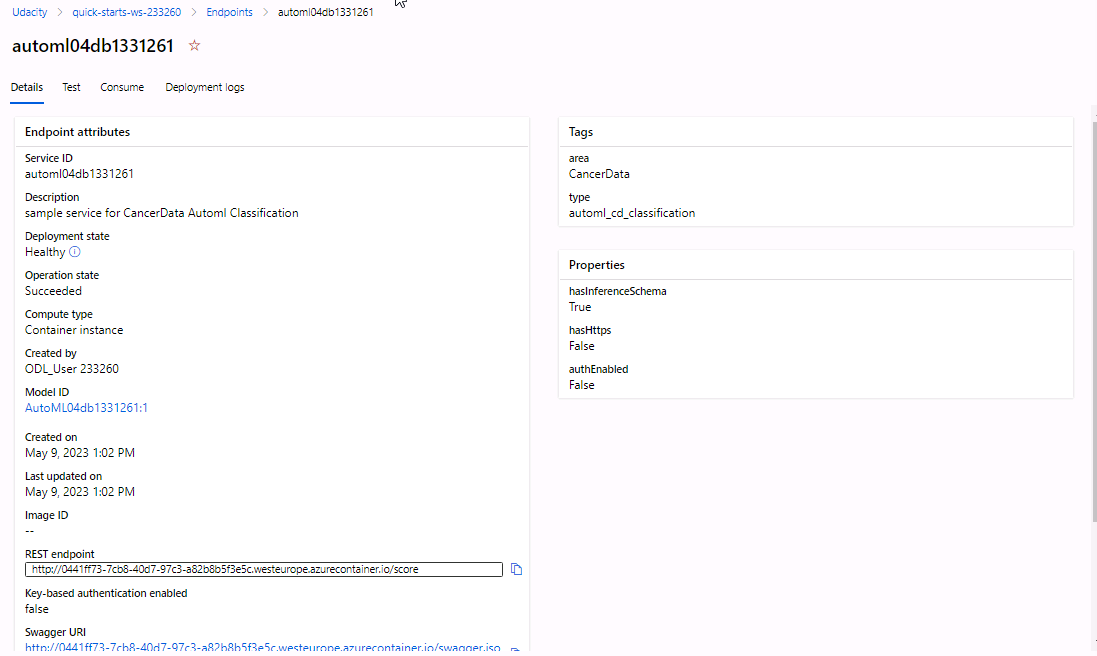 Udacity > quick-starts-ws-233260 > Endpoints > automl04db1331261
automl04db1331261
Details Test Consume Deployment logs
Endpoint attributes
Service ID
automl04db1331261
Description
sample service for CancerData Automl Classification
Deployment state
Healthy
Operation state
Succeeded
Compute type
Container instance
Created by
ODL_User 233260
Model ID
AutoML04db1331261:1
Created on
May 9, 2023 1:02 PM
Last updated on
May 9, 2023 1:02 PM
Image ID
--
REST endpoint
http://0441ff73-7cb8-40d7-97c3-a82b8b5f3e5c.westeurope.azurecontainer.io/score
Key-based authentication enabled
false
Swagger URI
http://0441ff73-7cb8-40d7-97c3-a82b8b5f3e5c.westeurope.azurecontainer.io/swagger.jso
Tags
area
CancerData
type
automl_cd_classification
Properties
hasInferenceSchema
True
hasHttps
False
authEnabled
False